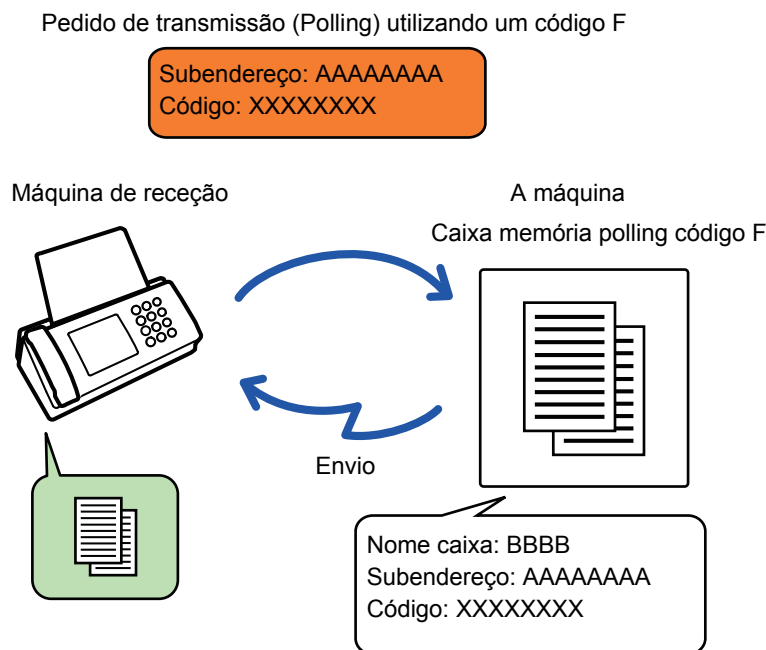 Pedido de transmissão (Polling) utilizando um código F
Subendereço: AAAAAAAA
Código: XXXXXXXX
Máquina de receção
A máquina
Caixa memória polling código F
Envio
Nome caixa: BBBB
Subendereço: AAAAAAAA
Código: XXXXXXXX